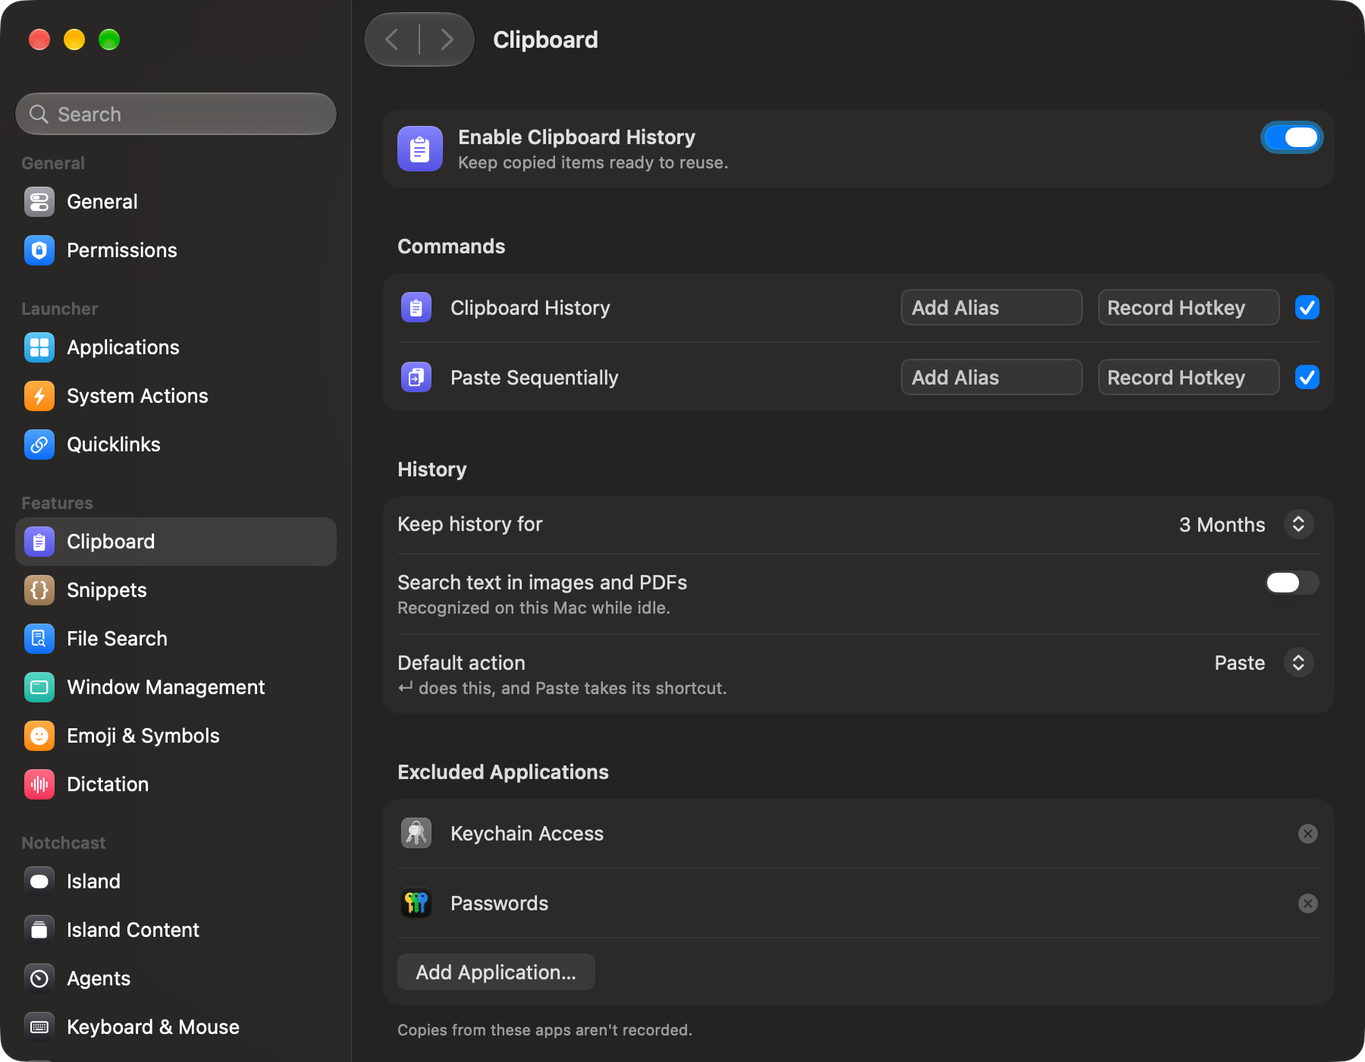 Search
General
General
Permissions
Launcher
Applications
System Actions
Quicklinks
Features
Clipboard
Snippets
File Search
Window Management
Emoji & Symbols
Dictation
Notchcast
Island
Island Content
Agents
Keyboard & Mouse
Clipboard
Enable Clipboard History
Keep copied items ready to reuse.
Commands
Clipboard History Add Alias Record Hotkey
Paste Sequentially Add Alias Record Hotkey
History
Keep history for 3 Months
Search text in images and PDFs
Recognized on this Mac while idle.
Default action Paste
↵ does this, and Paste takes its shortcut.
Excluded Applications
Keychain Access
Passwords
Add Application...
Copies from these apps aren't recorded.